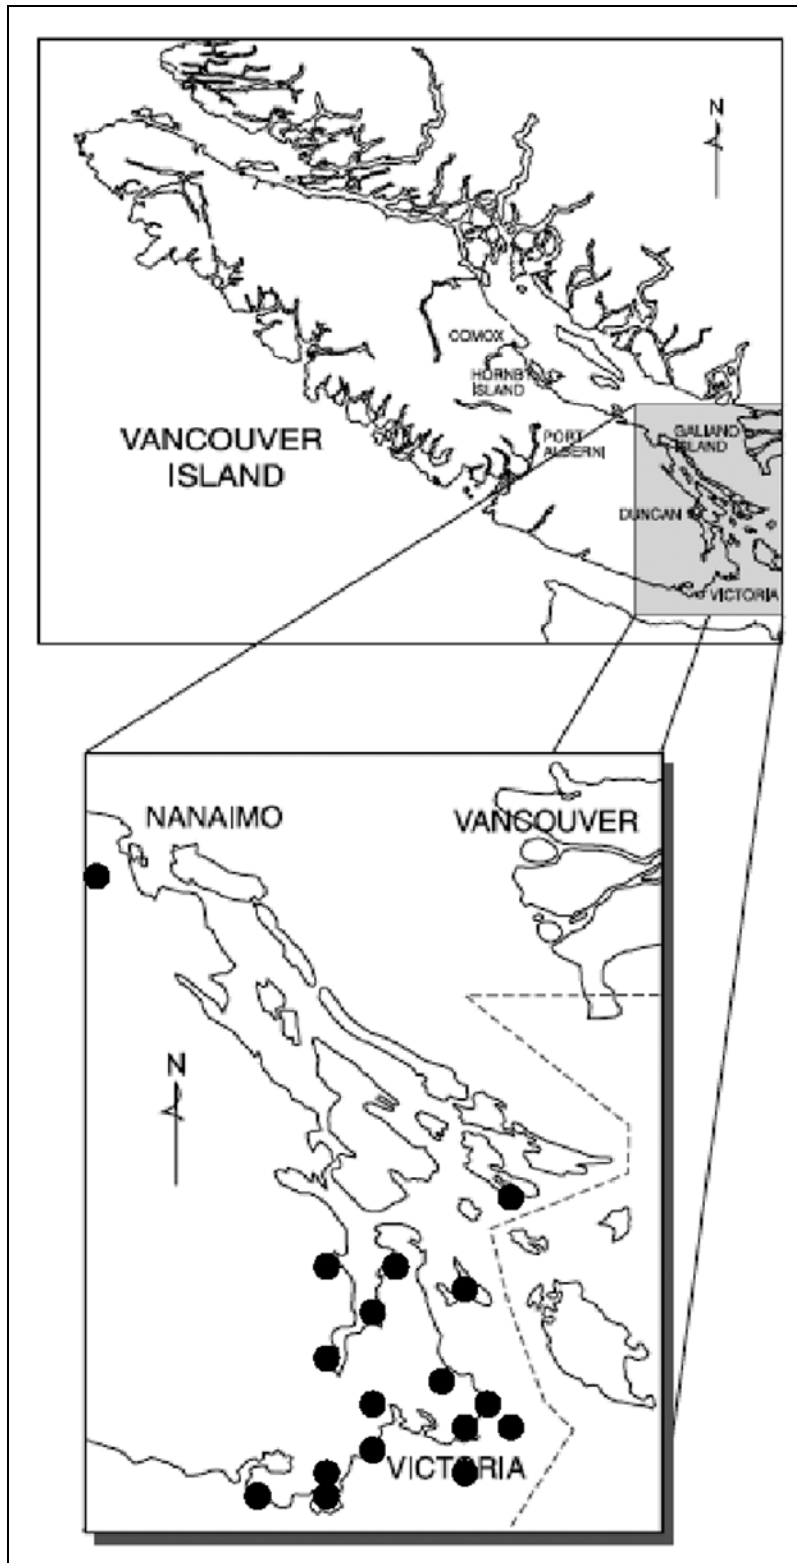 N
COMOX
HORNBY
ISLAND
VANCOUVER
ISLAND
PORT
ALBERNI
GALIANO
ISLAND
DUNCAN
VICTORIA
NANAIMO
VANCOUVER
N
VICTORIA